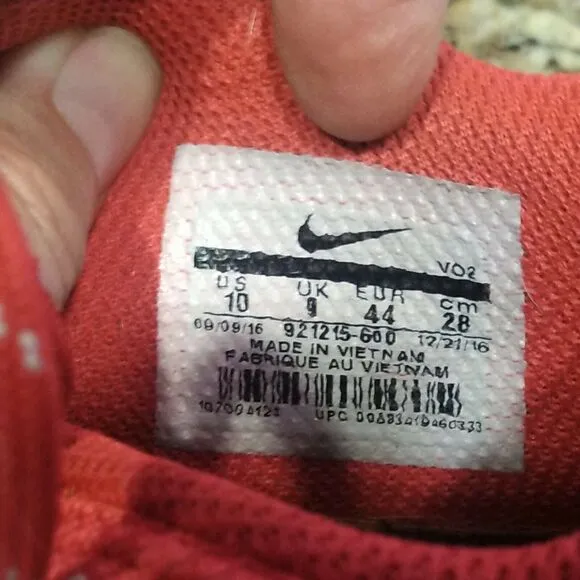 VO2
US UK EUR cm
10 9 44 28
09/09/16 921215-600 12/21/16
MADE IN VIETNAM
FABRIQUE AU VIETNAM
UPC